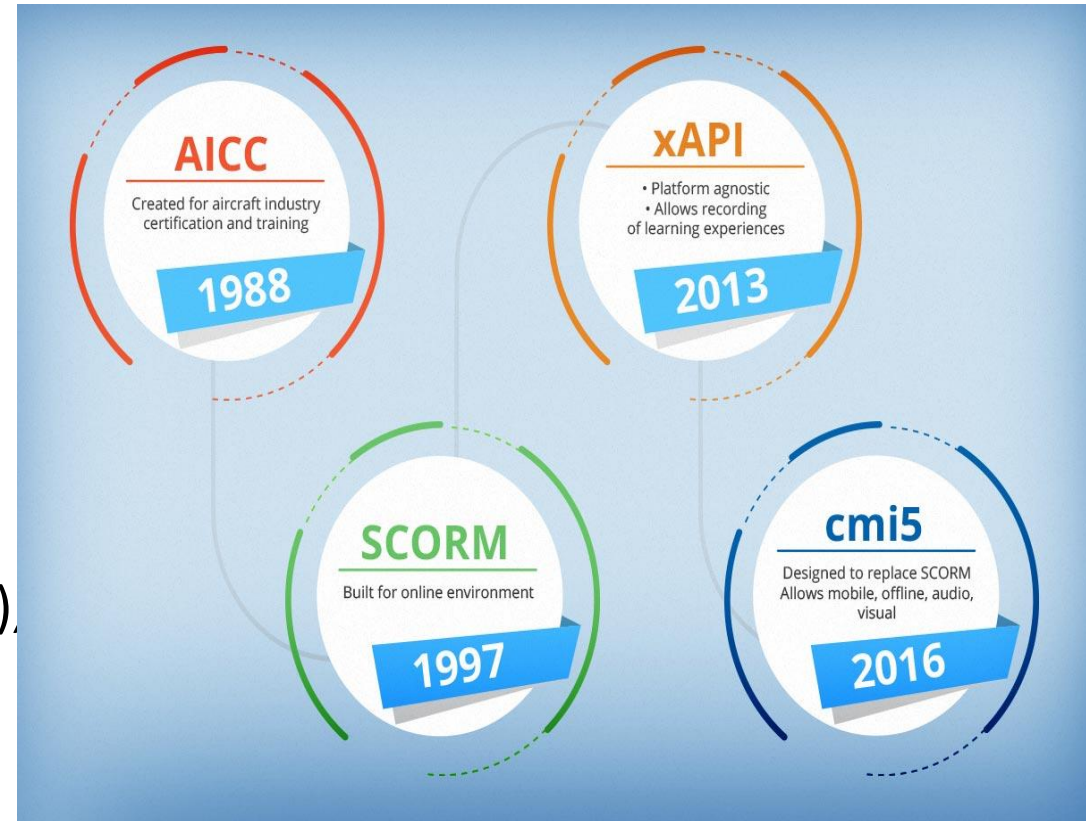 AICC
Created for aircraft industry
certification and training
1988
SCORM
Built for online environment
1997
xAPI
• Platform agnostic
• Allows recording
of learning experiences
2013
cmi5
Designed to replace SCORM
Allows mobile, offline, audio,
visual
2016
),